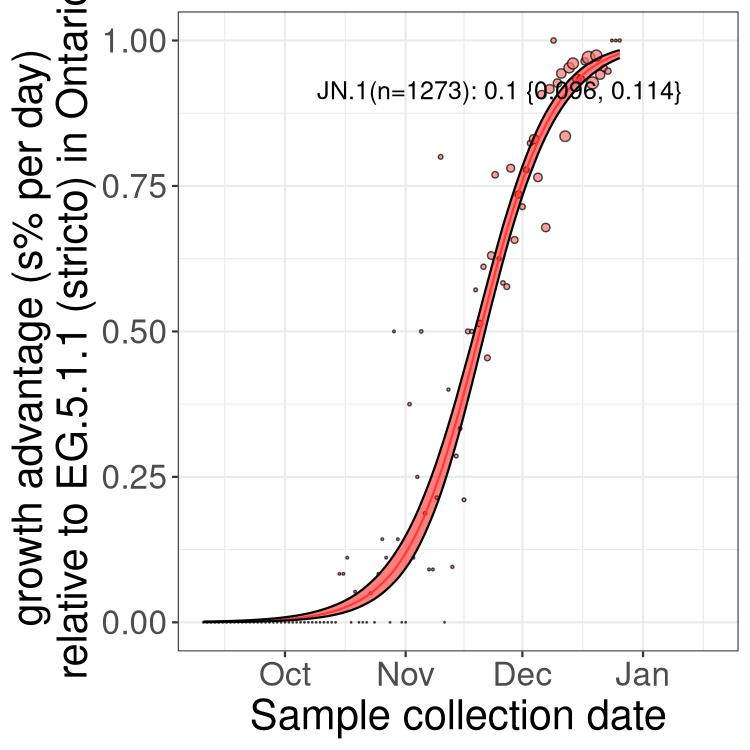 growth advantage (s% per day)
relative to EG.5.1.1 (stricto) in Ontario
1.00
0.75
0.50
0.25
0.00
JN.1(n=1273): 0.1 {0.096, 0.114}
Oct Nov Dec Jan
Sample collection date